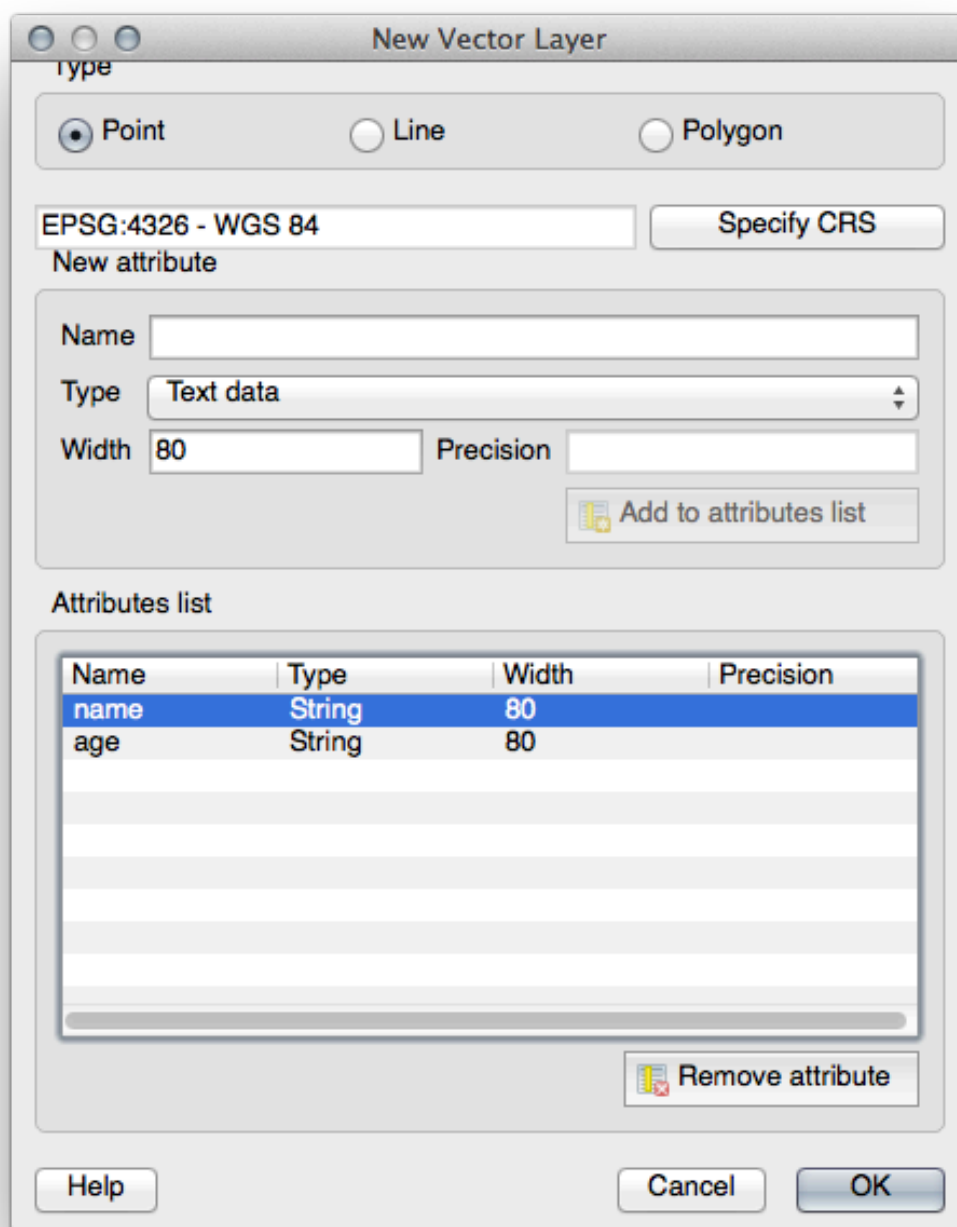 New Vector Layer
Type
Point Line Polygon
EPSG:4326 - WGS 84 Specify CRS
New attribute
Name
Type Text data
Width 80 Precision
Add to attributes list
Attributes list
Name Type Width Precision
name String 80
age String 80
Remove attribute
Help Cancel OK